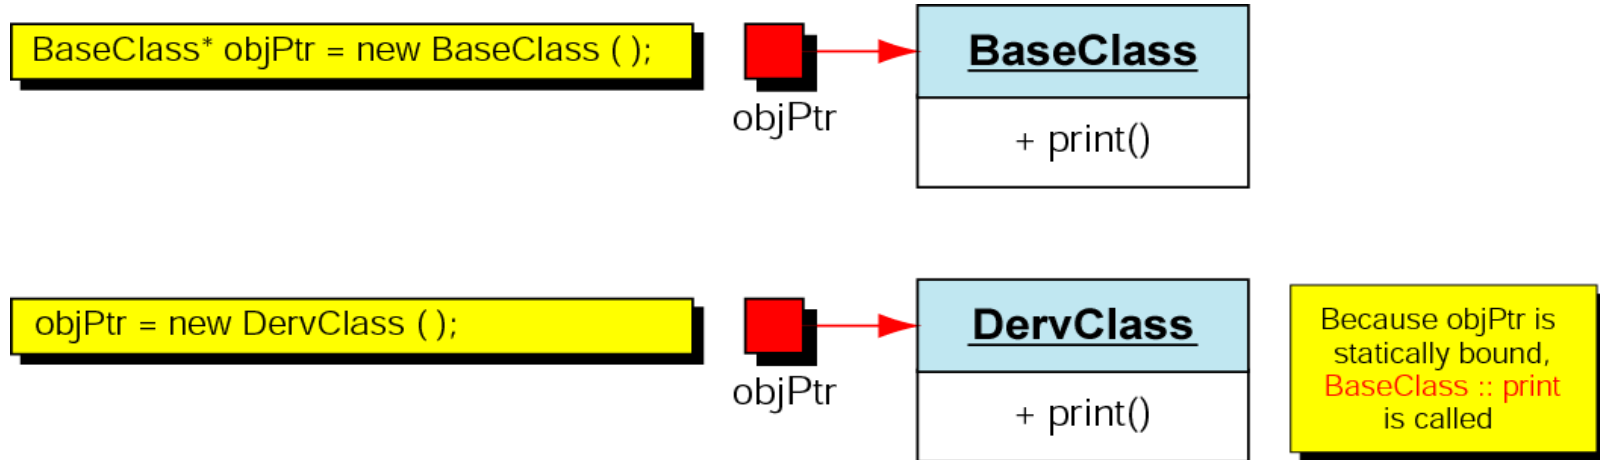 BaseClass* objPtr = new BaseClass ( );
objPtr
BaseClass
+ print()
objPtr = new DervClass ( );
objPtr
DervClass
+ print()
Because objPtr is
statically bound,
BaseClass :: print
is called